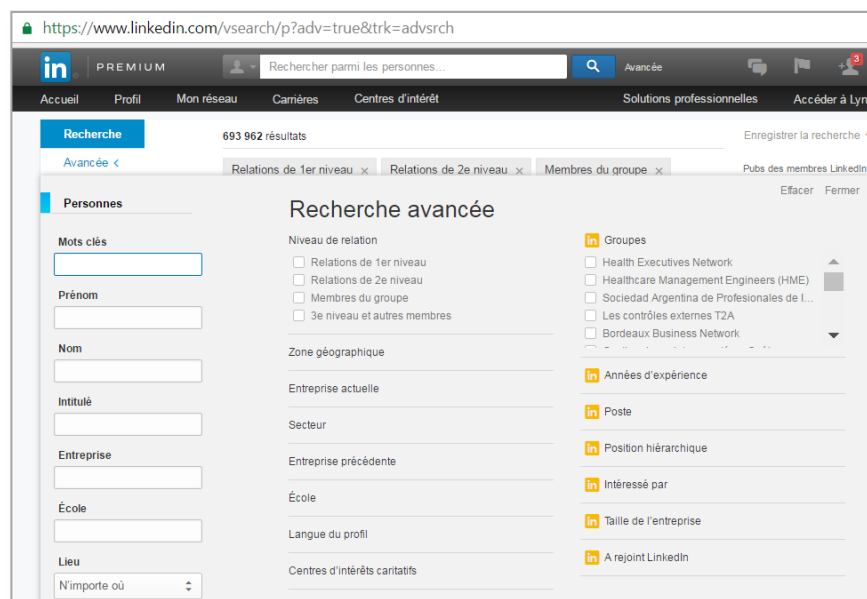 https://www.linkedin.com/vsearch/p?adv=true&trk=advsrch
in PREMIUM Rechercher parmi les personnes... Avancée 3
Accueil Profil Mon réseau Carrières Centres d'intérêt Solutions professionnelles Accéder à Lyn
Recherche 693 962 résultats Enregistrer la recherche
Avancée < Relations de 1er niveau × Relations de 2e niveau × Membres du groupe × Pubs des membres LinkedIn
Effacer Fermer
Personnes
Mots clés
Prénom
Nom
Intitulé
Entreprise
École
Lieu
N'importe où
Recherche avancée
Niveau de relation
Relations de 1er niveau
Relations de 2e niveau
Membres du groupe
3e niveau et autres membres
Zone géographique
Entreprise actuelle
Secteur
Entreprise précédente
École
Langue du profil
Centres d'intérêts caritatifs
in Groupes
Health Executives Network
Healthcare Management Engineers (HME)
Sociedad Argentina de Profesionales de I...
Les contrôles externes T2A
Bordeaux Business Network
in Années d'expérience
in Poste
in Position hiérarchique
in Intéressé par
in Taille de l'entreprise
in A rejoint LinkedIn